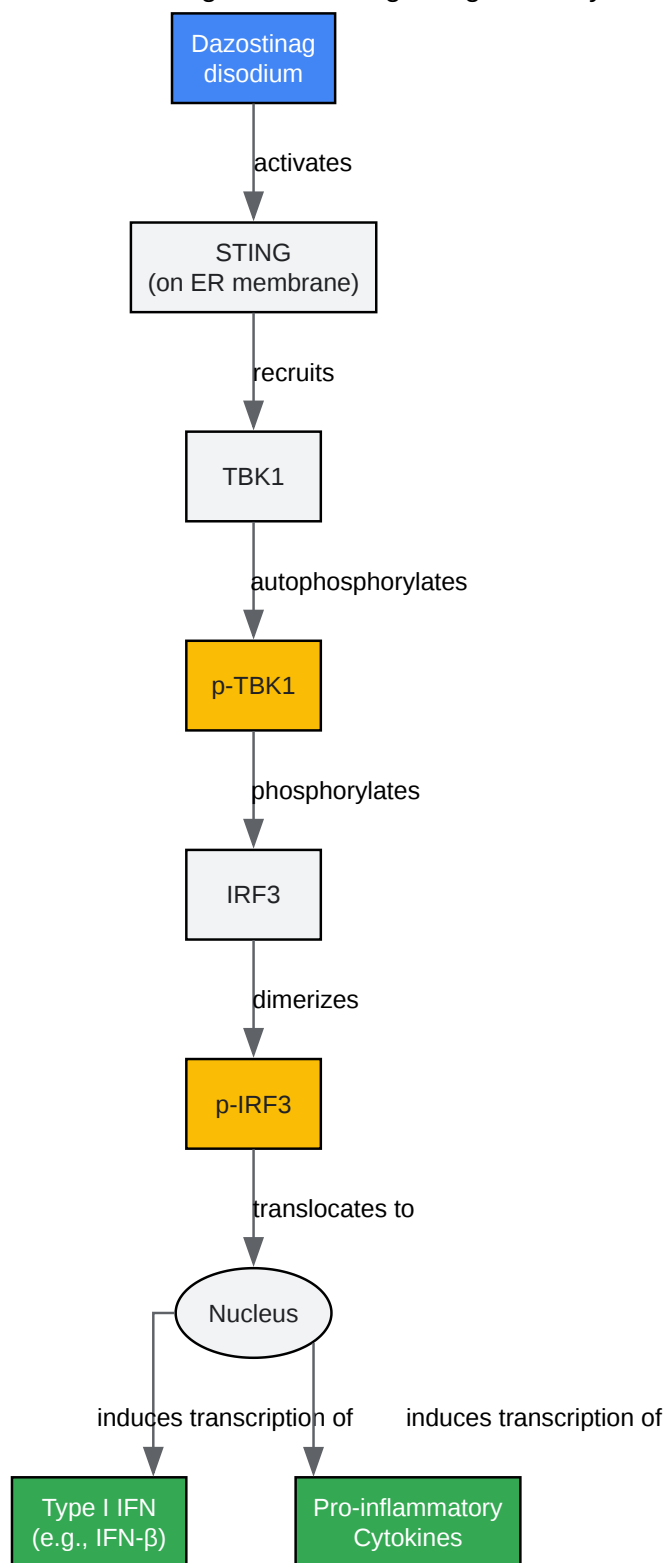 Dazostinag
disodium
activates
STING
(on ER membrane)
recruits
TBK1
autophosphorylates
p-TBK1
phosphorylates
IRF3
dimerizes
p-IRF3
translocates to
Nucleus
induces transcription of
induces transcription of
Type I IFN
(e.g., IFN-β)
Pro-inflammatory
Cytokines